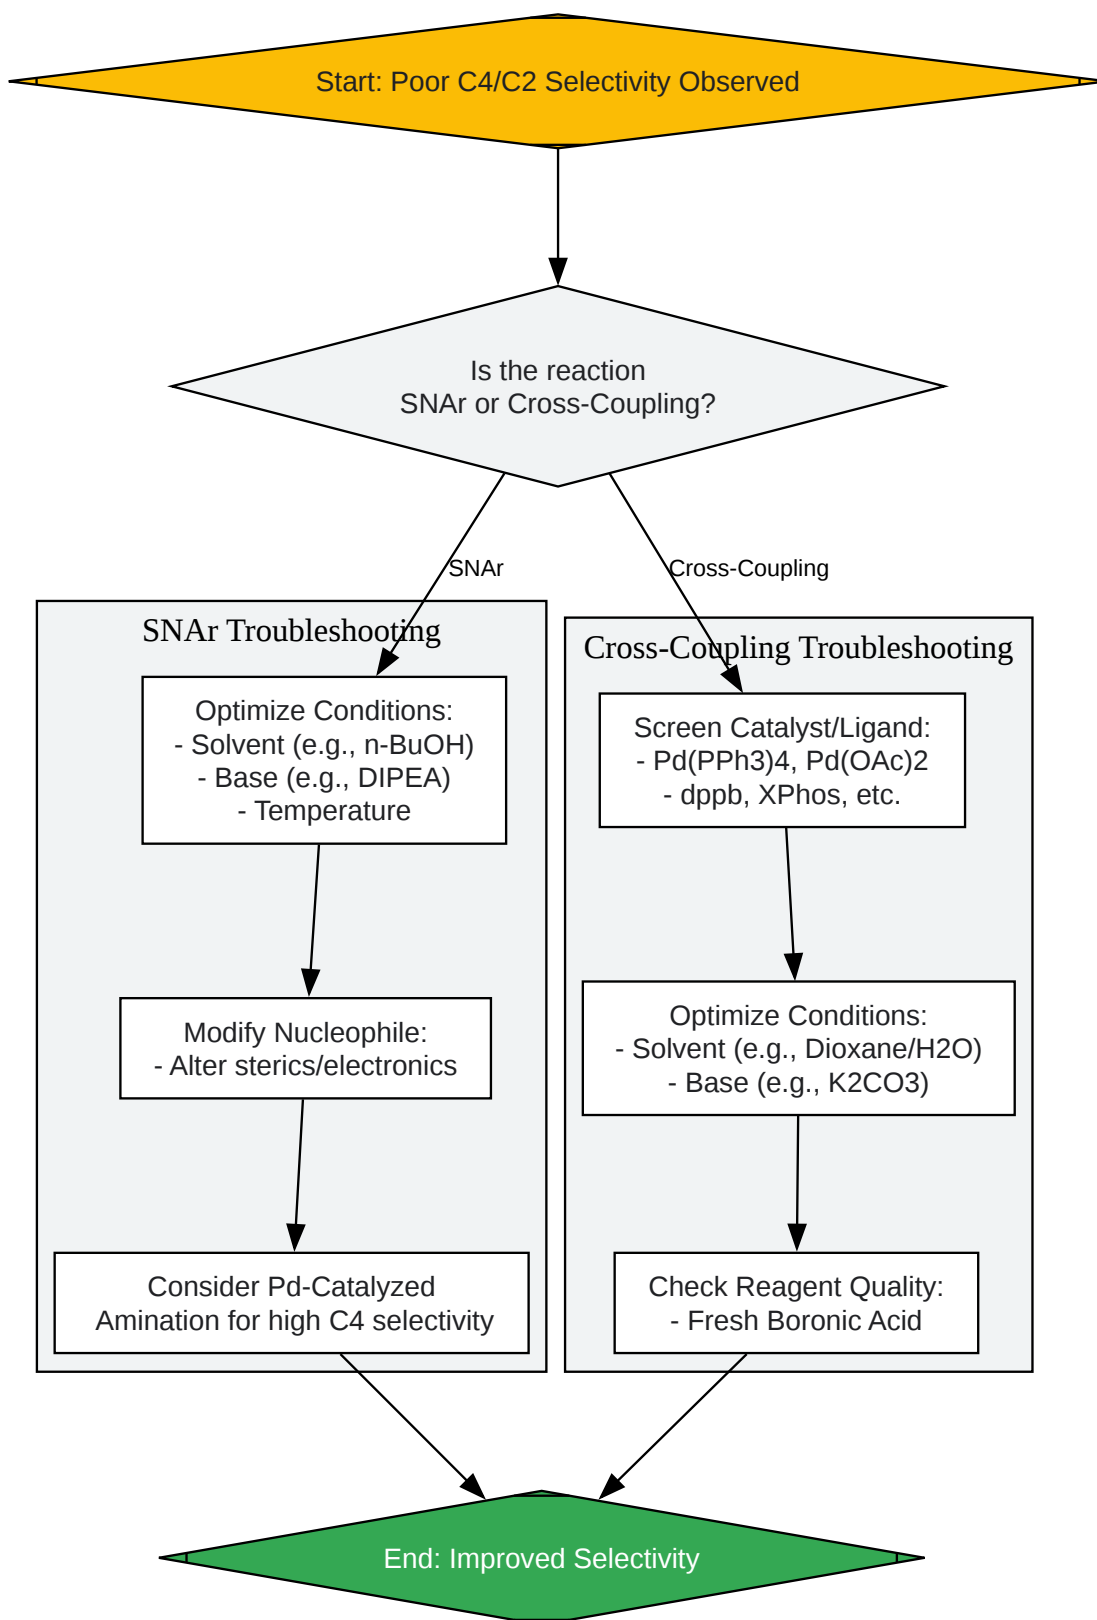 Start: Poor C4/C2 Selectivity Observed
Is the reaction
SNAr or Cross-Coupling?
SNAr
Cross-Coupling
SNAr Troubleshooting
Optimize Conditions:
- Solvent (e.g., n-BuOH)
- Base (e.g., DIPEA)
- Temperature
Modify Nucleophile:
- Alter sterics/electronics
Consider Pd-Catalyzed
Amination for high C4 selectivity
Cross-Coupling Troubleshooting
Screen Catalyst/Ligand:
- Pd(PPh3)4, Pd(OAc)2
- dppb, XPhos, etc.
Optimize Conditions:
- Solvent (e.g., Dioxane/H2O)
- Base (e.g., K2CO3)
Check Reagent Quality:
- Fresh Boronic Acid
End: Improved Selectivity